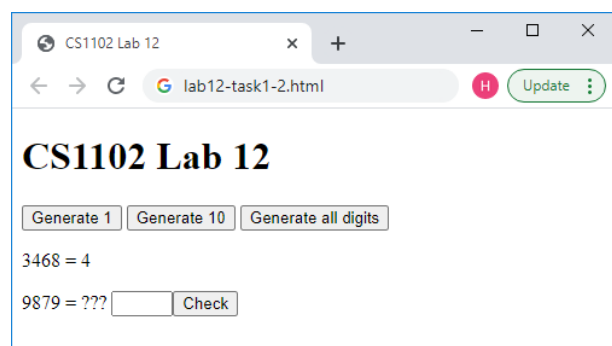 CS1102 Lab 12
lab12-task1-2.html
H
Update
CS1102 Lab 12
Generate 1 Generate 10 Generate all digits
3468 = 4
9879 = ??? Check